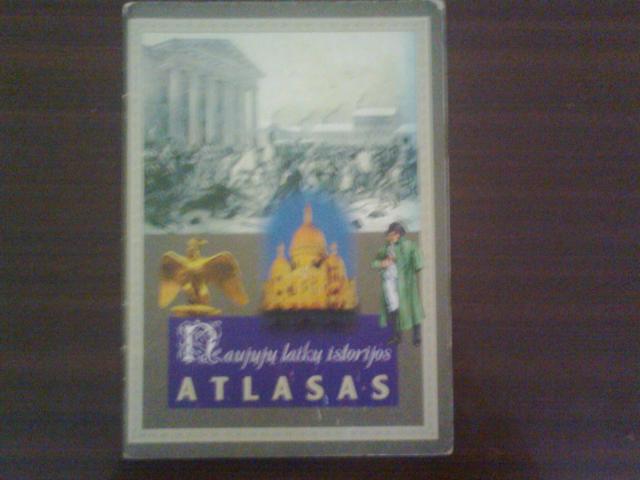 Naujųjų laikų istorijos
ATLASAS